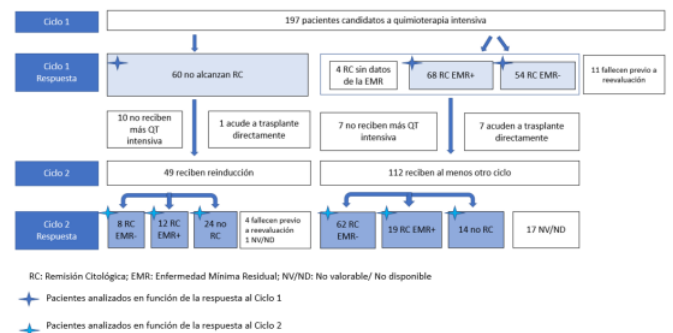 Ciclo 1
197 pacientes candidatos a quimioterapia intensiva
Ciclo 1
Respuesta
60 no alcanzan RC
4 RC sin datos
de la EMR
68 RC EMR+
54 RC EMR-
11 fallecen previo a
reevaluación
10 no reciben
más QT
intensiva
1 acude a trasplante
directamente
7 no reciben más QT
intensiva
7 acuden a trasplante
directamente
Ciclo 2
49 reciben reinducción
112 reciben al menos otro ciclo
Ciclo 2
Respuesta
8 RC
EMR-
12 RC
EMR+
24 no
RC
4 fallecen previo
a reevaluación
1 NV/ND
62 RC
EMR-
19 RC EMR+
14 no RC
17 NV/ND
RC: Remisión Citológica; EMR: Enfermedad Mínima Residual; NV/ND: No valorable/ No disponible
Pacientes analizados en función de la respuesta al Ciclo 1
Pacientes analizados en función de la respuesta al Ciclo 2